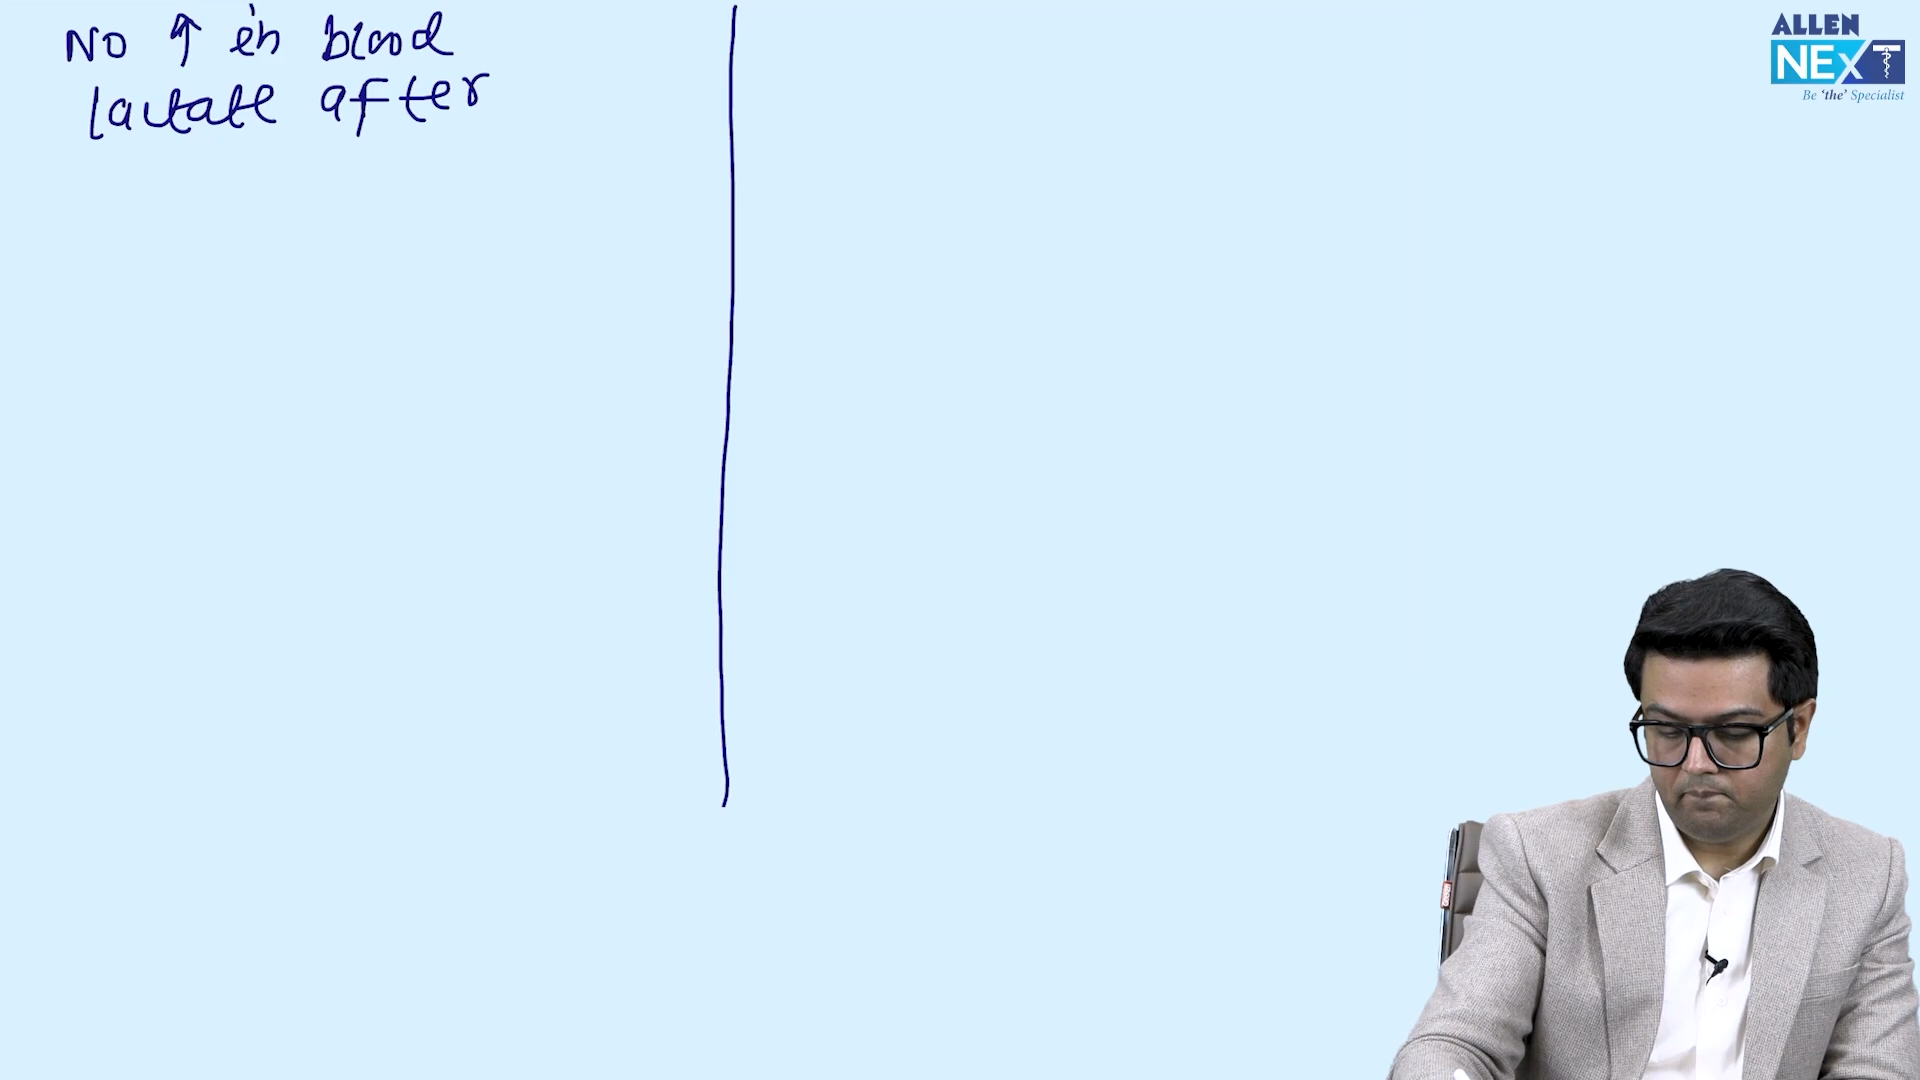 No ↑ in blood
lactate after
ALLEN
NEXT
Be 'the' Specialist